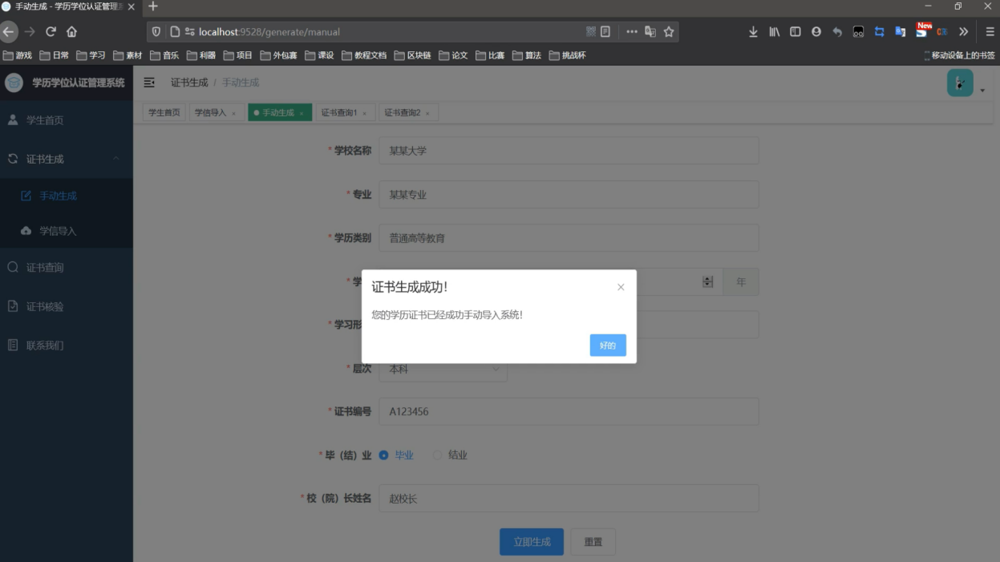 手动生成 - 学历学位认证管理系
localhost:9528/generate/manual
New
游戏 日常 学习 素材 音乐 利器 项目 外包赛 课设 教程文档 区块链 论文 比赛 算法 挑战杯 移动设备上的书签
学历学位认证管理系统
证书生成 / 手动生成
学生首页 学信导入 × 手动生成 × 证书查询1 × 证书查询2 ×
学生首页
证书生成
手动生成
学信导入
证书查询
证书核验
联系我们
* 学校名称 某某大学
* 专业 某某专业
* 学历类别 普通高等教育
* 学 年
* 学习形
证书生成成功!
您的学历证书已经成功手动导入系统!
好的
* 层次 本科
* 证书编号 A123456
* 毕（结）业 毕业 结业
* 校（院）长姓名 赵校长
立即生成 重置